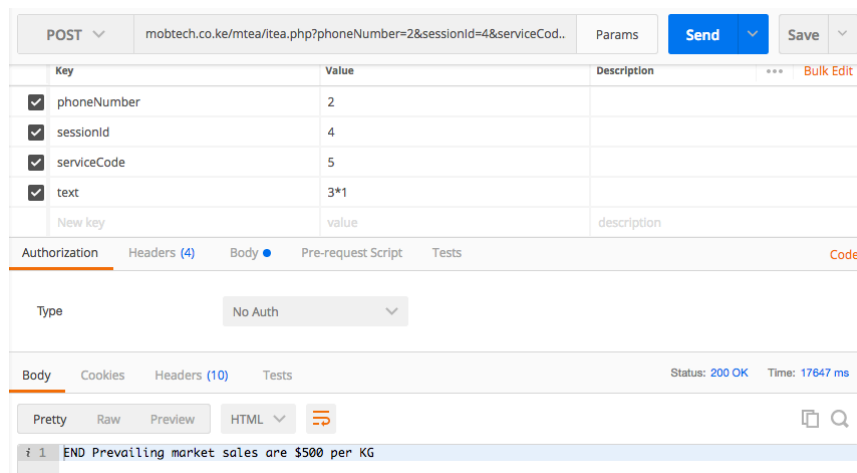 POST mobtech.co.ke/mtea/itea.php?phoneNumber=2&sessionId=4&serviceCod.. Params Send Save
Key Value Description ••• Bulk Edit
phoneNumber 2
sessionId 4
serviceCode 5
text 3*1
New key value description
Authorization Headers (4) Body Pre-request Script Tests Code
Type No Auth
Body Cookies Headers (10) Tests Status: 200 OK Time: 17647 ms
Pretty Raw Preview HTML
i 1 END Prevailing market sales are $500 per KG